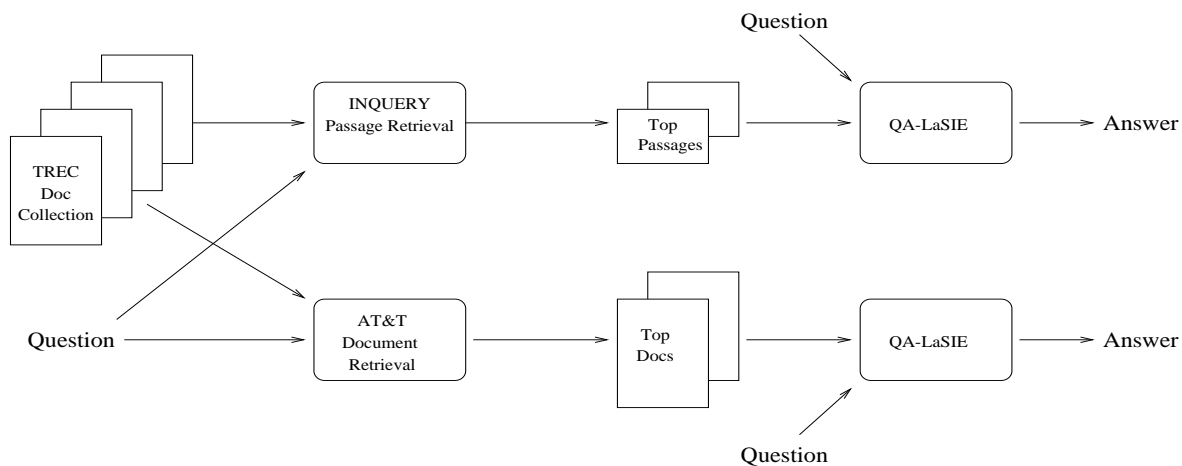 Question
INQUERY
Passage Retrieval
Top
Passages
QA-LaSIE
Answer
TREC
Doc
Collection
Question
AT&T
Document
Retrieval
Top
Docs
QA-LaSIE
Answer
Question